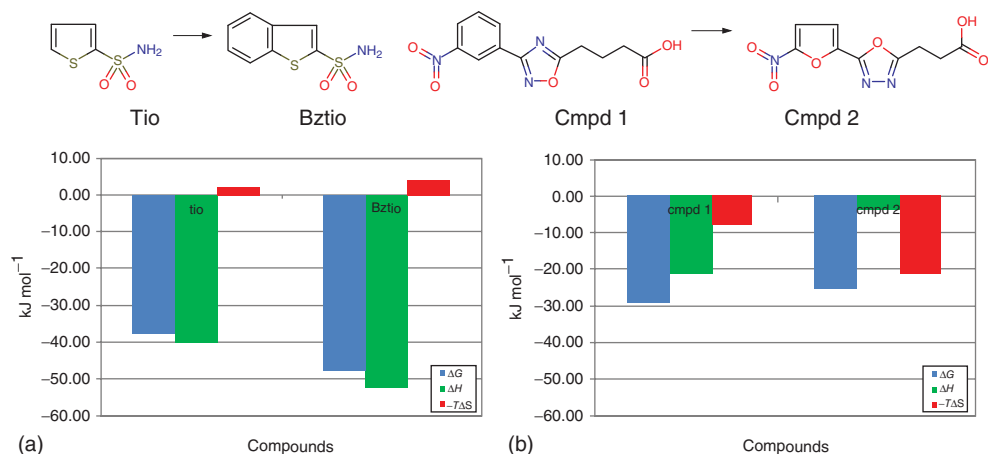 S
S
O
O
NH₂
S
S
O
O
NH₂
O
N
O
N
N
O
OH
O
O
N
O
O
O
N
N
OH
O
Tio
Bztio
Cmpd 1
Cmpd 2
10.00
0.00
–10.00
–20.00
–30.00
–40.00
–50.00
–60.00
kJ mol⁻¹
tio
Bztio
ΔG
ΔH
–TΔS
(a)
Compounds
10.00
0.00
–10.00
–20.00
–30.00
–40.00
–50.00
–60.00
kJ mol⁻¹
cmpd 1
cmpd 2
ΔG
ΔH
–TΔS
(b)
Compounds